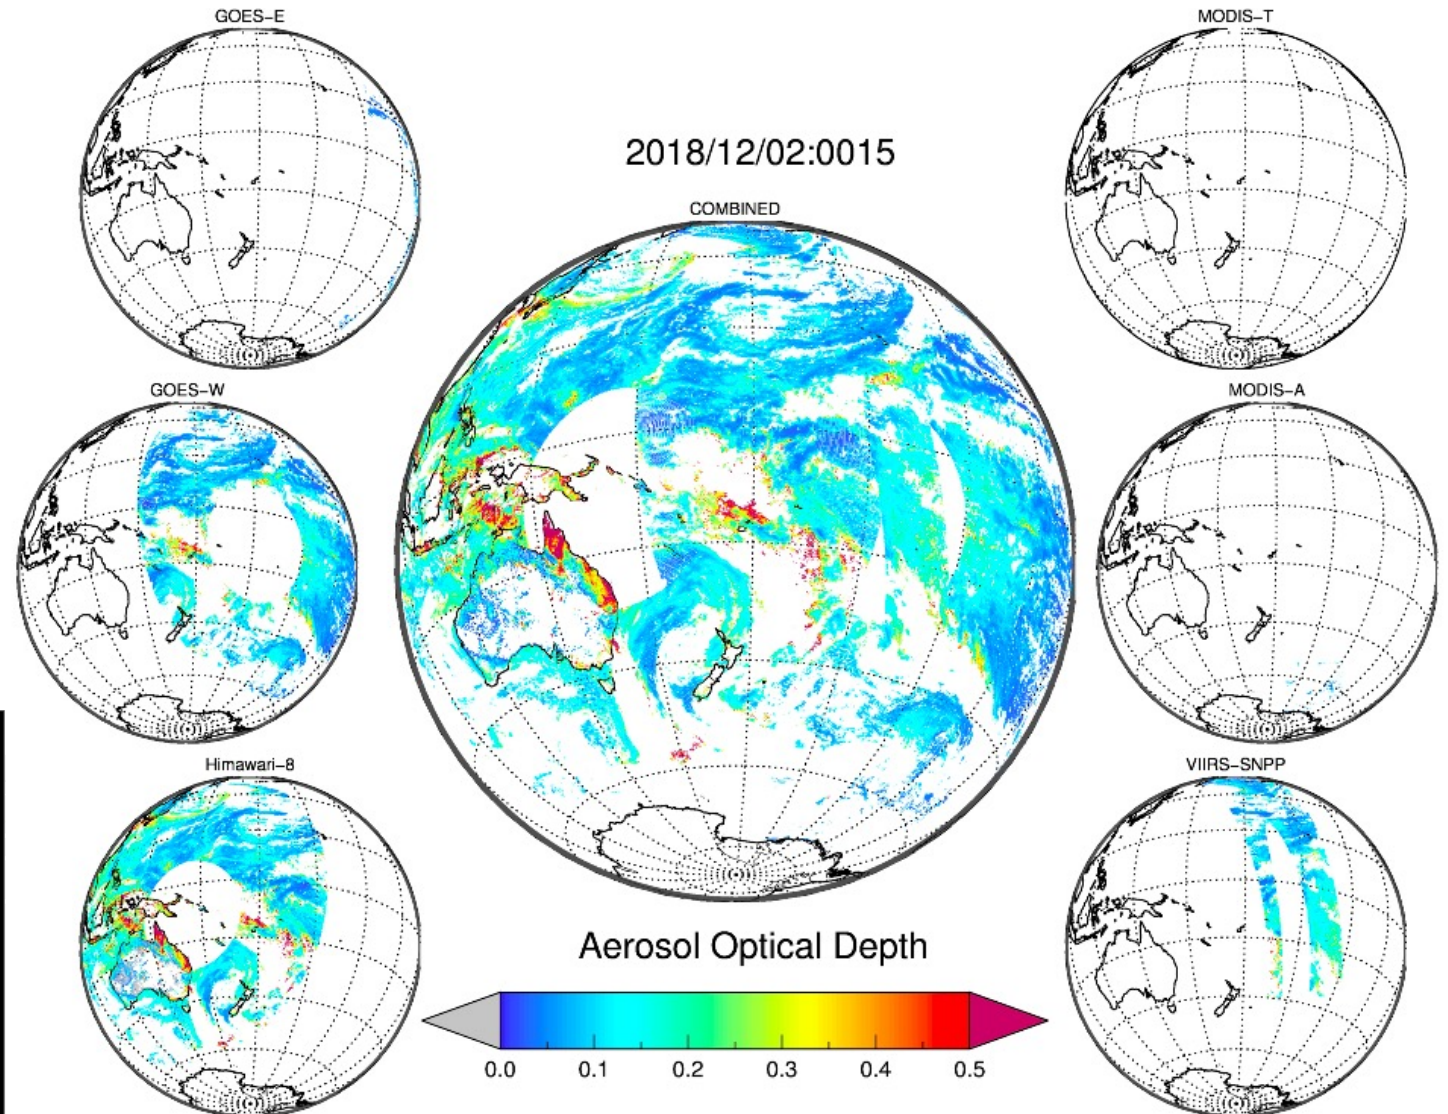 GOES-E
MODIS-T
2018/12/02:0015
COMBINED
GOES-W
MODIS-A
Himawari-8
VIIRS-SNPP
Aerosol Optical Depth
0.0 0.1 0.2 0.3 0.4 0.5